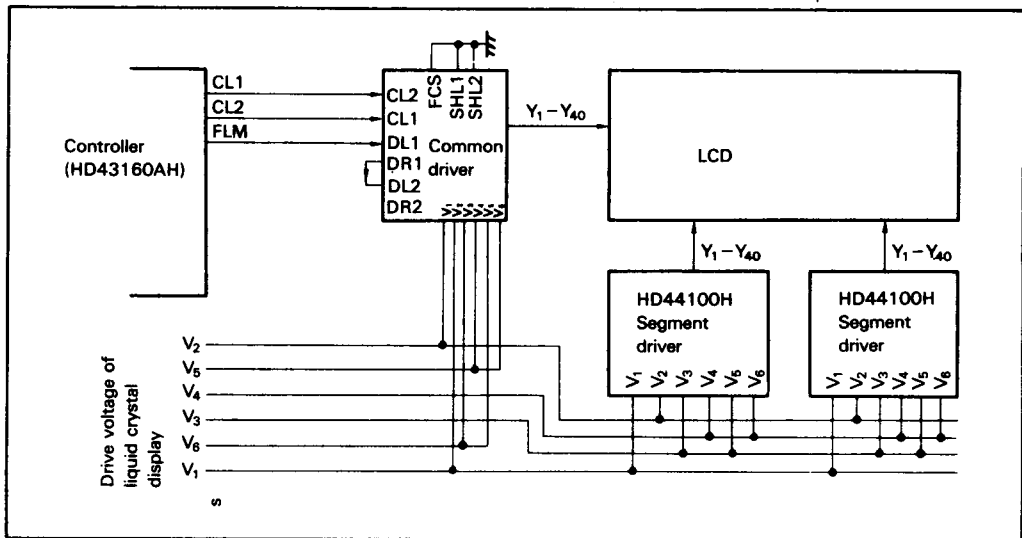 CL1
CL2
FLM
Controller
(HD43160AH)
FCS
SHL1
SHL2
CL2
CL1
DL1
DR1
DL2
DR2
Common
driver
Y₁–Y₄₀
LCD
Y₁–Y₄₀
Y₁–Y₄₀
HD44100H
Segment
driver
V₁ V₂ V₃ V₄ V₅ V₆
HD44100H
Segment
driver
V₁ V₂ V₃ V₄ V₅ V₆
Drive voltage of
liquid crystal
display
V₂
V₅
V₄
V₃
V₆
V₁
s